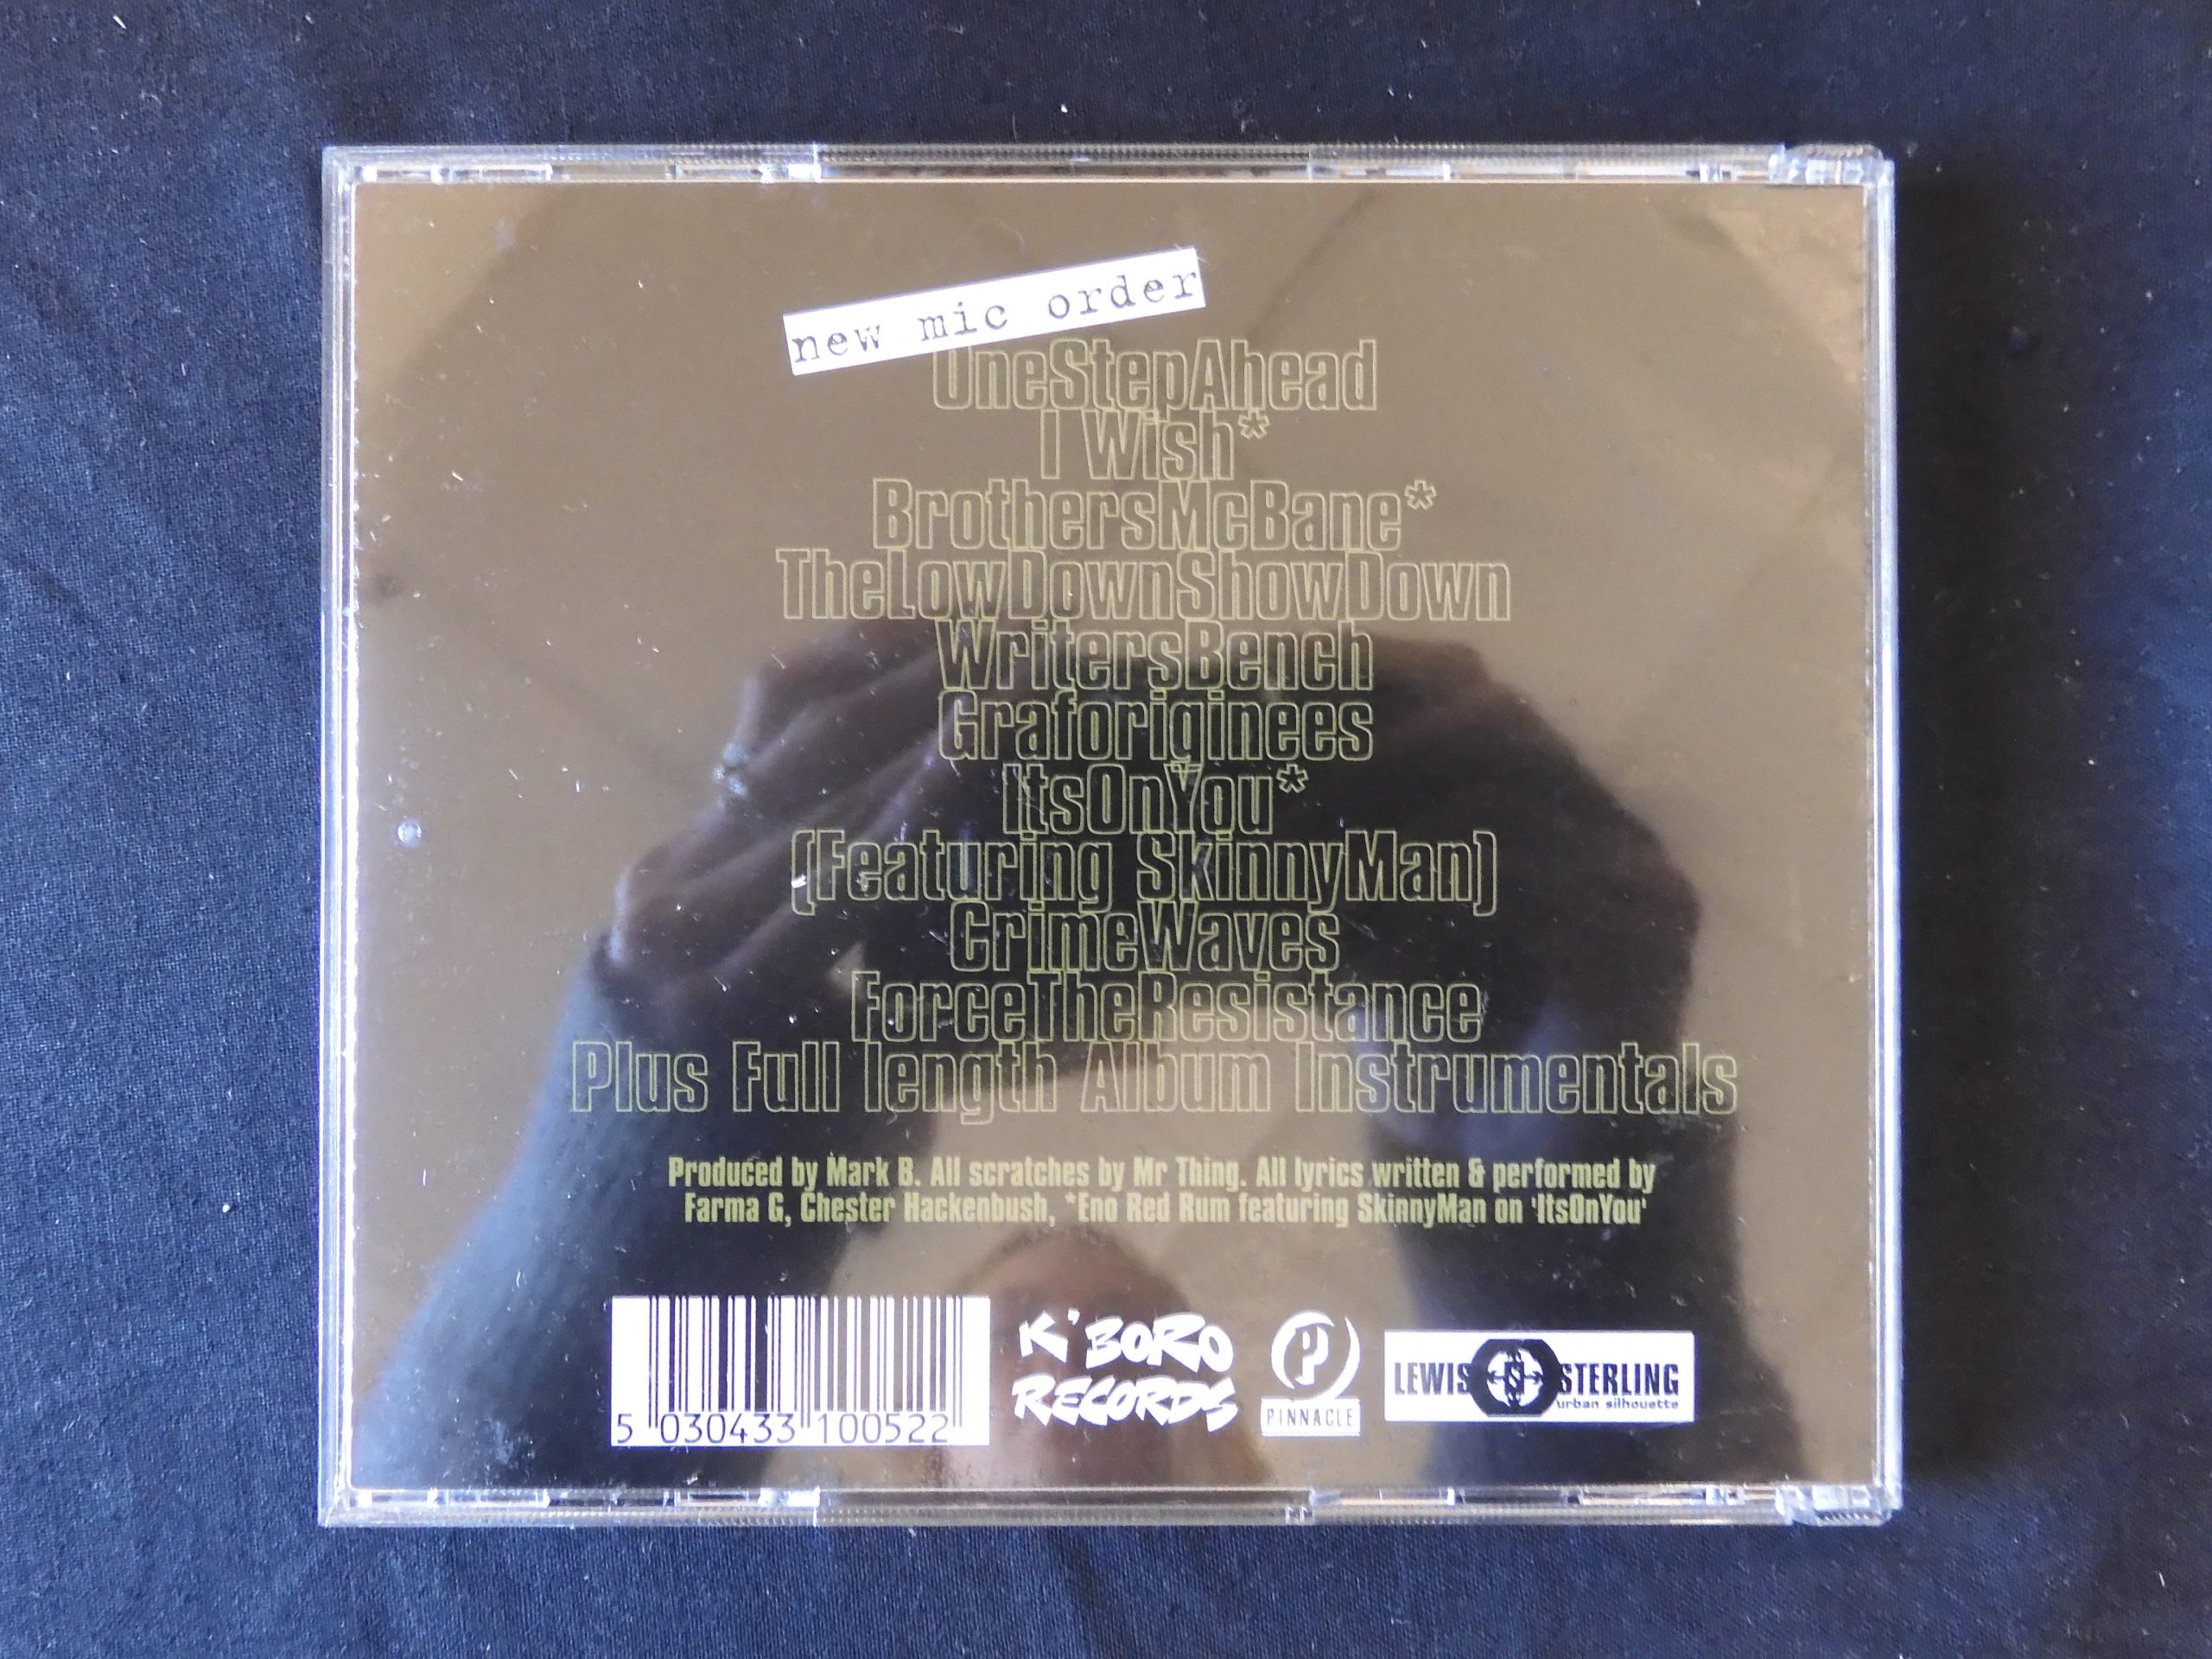 new mic order
OneStepAhead
I Wish*
BrothersMcBane*
TheLowDownShowDown
WritersBench
Graforiginees
ItsOnYou*
(Featuring SkinnyMan)
CrimeWaves
ForceTheResistance
Plus Full length Album Instrumentals
Produced by Mark B. All scratches by Mr Thing. All lyrics written & performed by
Farma G, Chester Hackenbush, *Eno Red Rum featuring SkinnyMan on 'ItsOnYou'
5 030433 100522
K'BORO
RECORDS
PINNACLE
LEWIS STERLING
urban silhouette